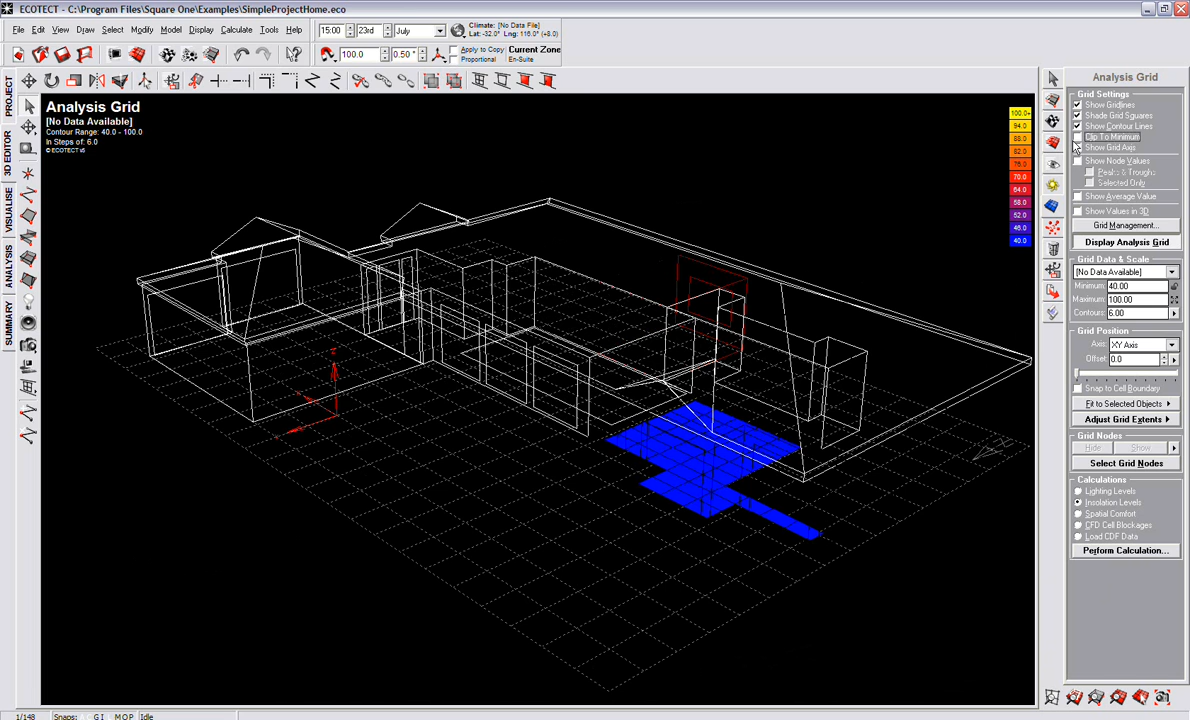 ECOTECT - C:\Program Files\Square One\Examples\SimpleProjectHome.eco
File Edit View Draw Select Modify Model Display Calculate Tools Help
15:00 23rd July
Climate: [No Data File]
Lat: -32.0° Lng: 116.0° (+8.0)
100.0 0.50 °
Apply to Copy
Proportional
Current Zone
En-Suite
PROJECT
3D EDITOR
VISUALISE
ANALYSIS
SUMMARY
Analysis Grid
[No Data Available]
Contour Range: 40.0 - 100.0
In Steps of: 6.0
© ECOTECT v5
100.0+
94.0
88.0
82.0
76.0
70.0
64.0
58.0
52.0
46.0
40.0
Analysis Grid
Grid Settings
Show Gridlines
Shade Grid Squares
Show Contour Lines
Clip To Minimum
Show Grid Axis
Show Node Values
Peaks & Troughs
Selected Only
Show Average Value
Show Values in 3D
Grid Management...
Display Analysis Grid
Grid Data & Scale
[No Data Available]
Minimum: 40.00
Maximum: 100.00
Contours: 6.00
Grid Position
Axis: XY Axis
Offset: 0.0
Snap to Cell Boundary
Fit to Selected Objects
Adjust Grid Extents
Grid Nodes
Hide Show
Select Grid Nodes
Calculations
Lighting Levels
Insolation Levels
Spatial Comfort
CFD Cell Blockages
Load CDF Data
Perform Calculation...
1/148 Snaps: G I M O P Idle